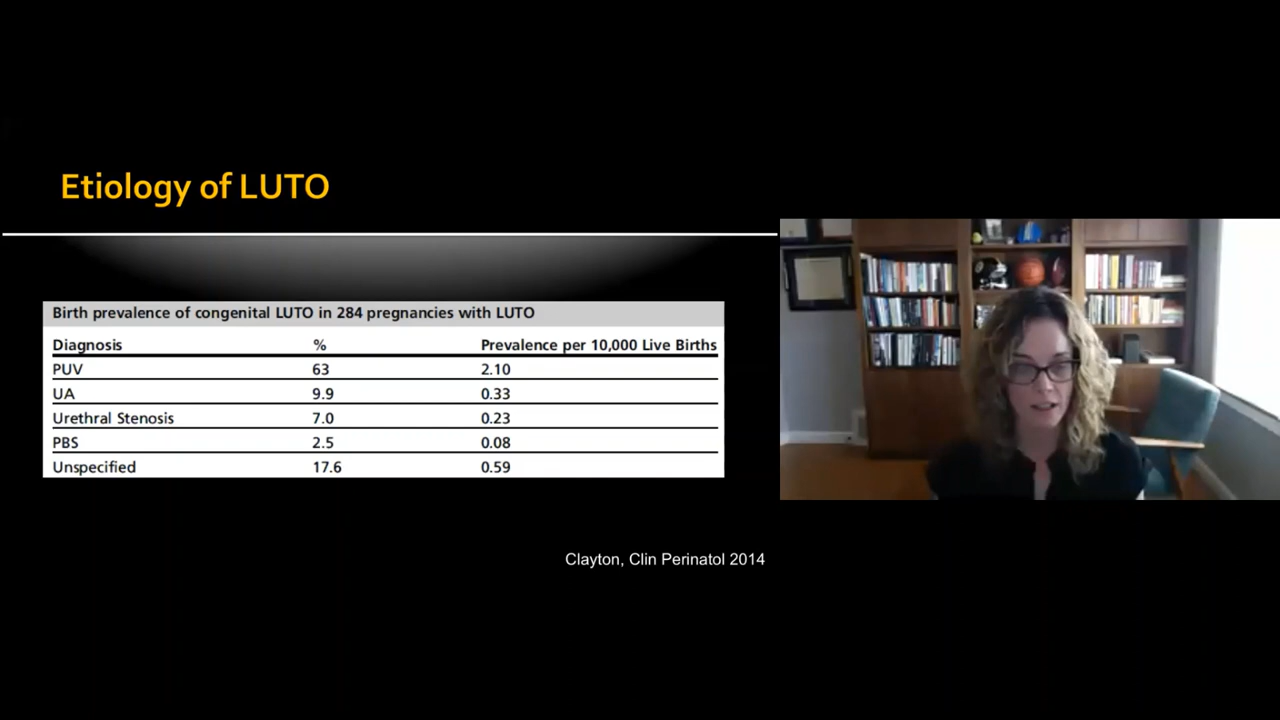 Etiology of LUTO
Birth prevalence of congenital LUTO in 284 pregnancies with LUTO
Diagnosis % Prevalence per 10,000 Live Births
PUV 63 2.10
UA 9.9 0.33
Urethral Stenosis 7.0 0.23
PBS 2.5 0.08
Unspecified 17.6 0.59
Clayton, Clin Perinatol 2014